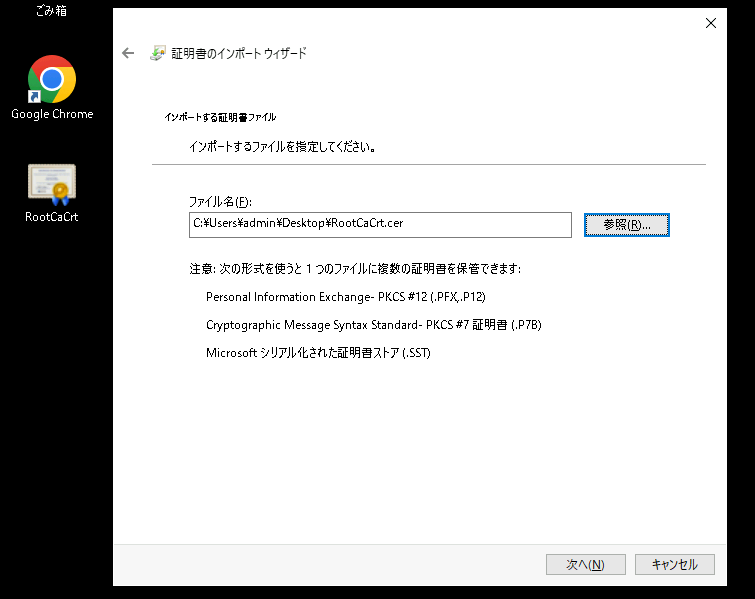 ごみ箱
Google Chrome
RootCaCrt
証明書のインポート ウィザード
インポートする証明書ファイル
インポートするファイルを指定してください。
ファイル名(F):
C:¥Users¥admin¥Desktop¥RootCaCrt.cer
参照(R)...
注意: 次の形式を使うと 1 つのファイルに複数の証明書を保管できます:
Personal Information Exchange- PKCS #12 (.PFX,.P12)
Cryptographic Message Syntax Standard- PKCS #7 証明書 (.P7B)
Microsoft シリアル化された証明書ストア (.SST)
次へ(N)
キャンセル